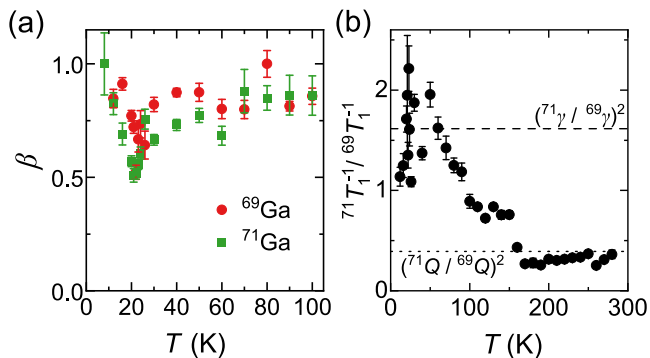 (a)
1.0
0.5
0.0
β
0 20 40 60 80 100
T (K)
⁶⁹Ga
⁷¹Ga
(b)
2
1
0
⁷¹T₁⁻¹/ ⁶⁹T₁⁻¹
(⁷¹γ / ⁶⁹γ)²
(⁷¹Q / ⁶⁹Q)²
0 100 200 300
T (K)